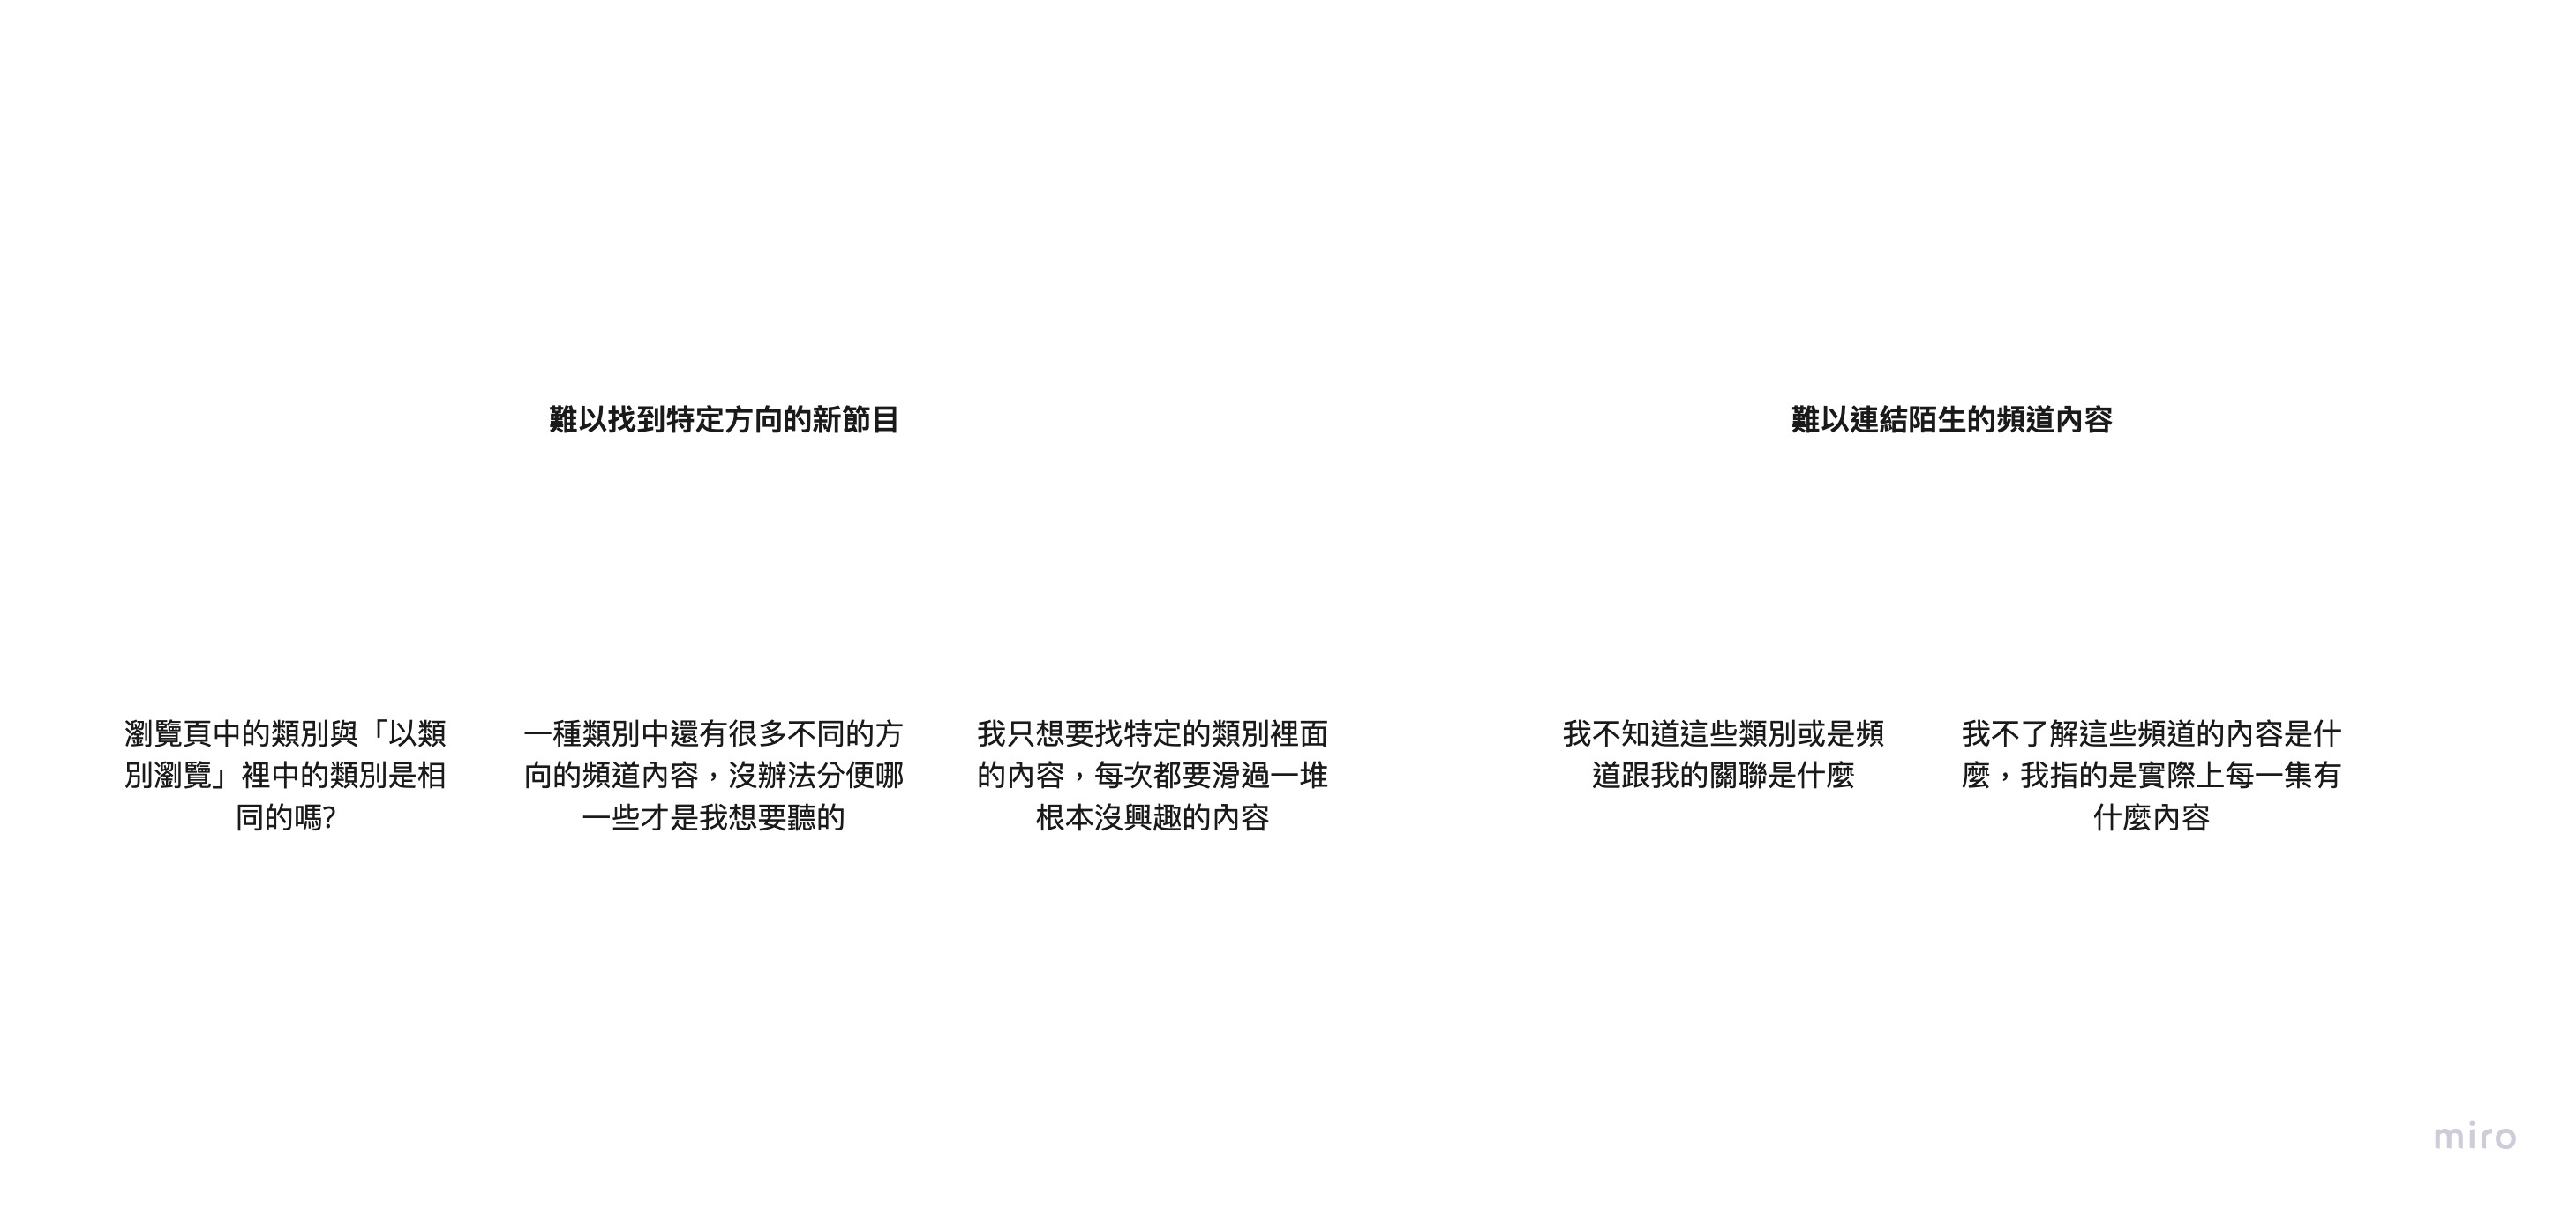 難以找到特定方向的新節目
難以連結陌生的頻道內容
瀏覽頁中的類別與「以類
別瀏覽」裡中的類別是相
同的嗎?
一種類別中還有很多不同的方
向的頻道內容，沒辦法分便哪
一些才是我想要聽的
我只想要找特定的類別裡面
的內容，每次都要滑過一堆
根本沒興趣的內容
我不知道這些類別或是頻
道跟我的關聯是什麼
我不了解這些頻道的內容是什
麼，我指的是實際上每一集有
什麼內容
miro